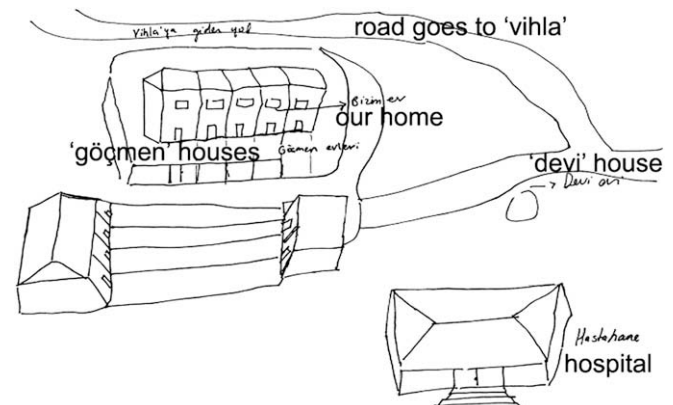 Vihla'ya giden yol
road goes to 'vihla'
Bizim ev
our home
'göçmen' houses
Göçmen evleri
'devi' house
Devi evi
Hastahane
hospital